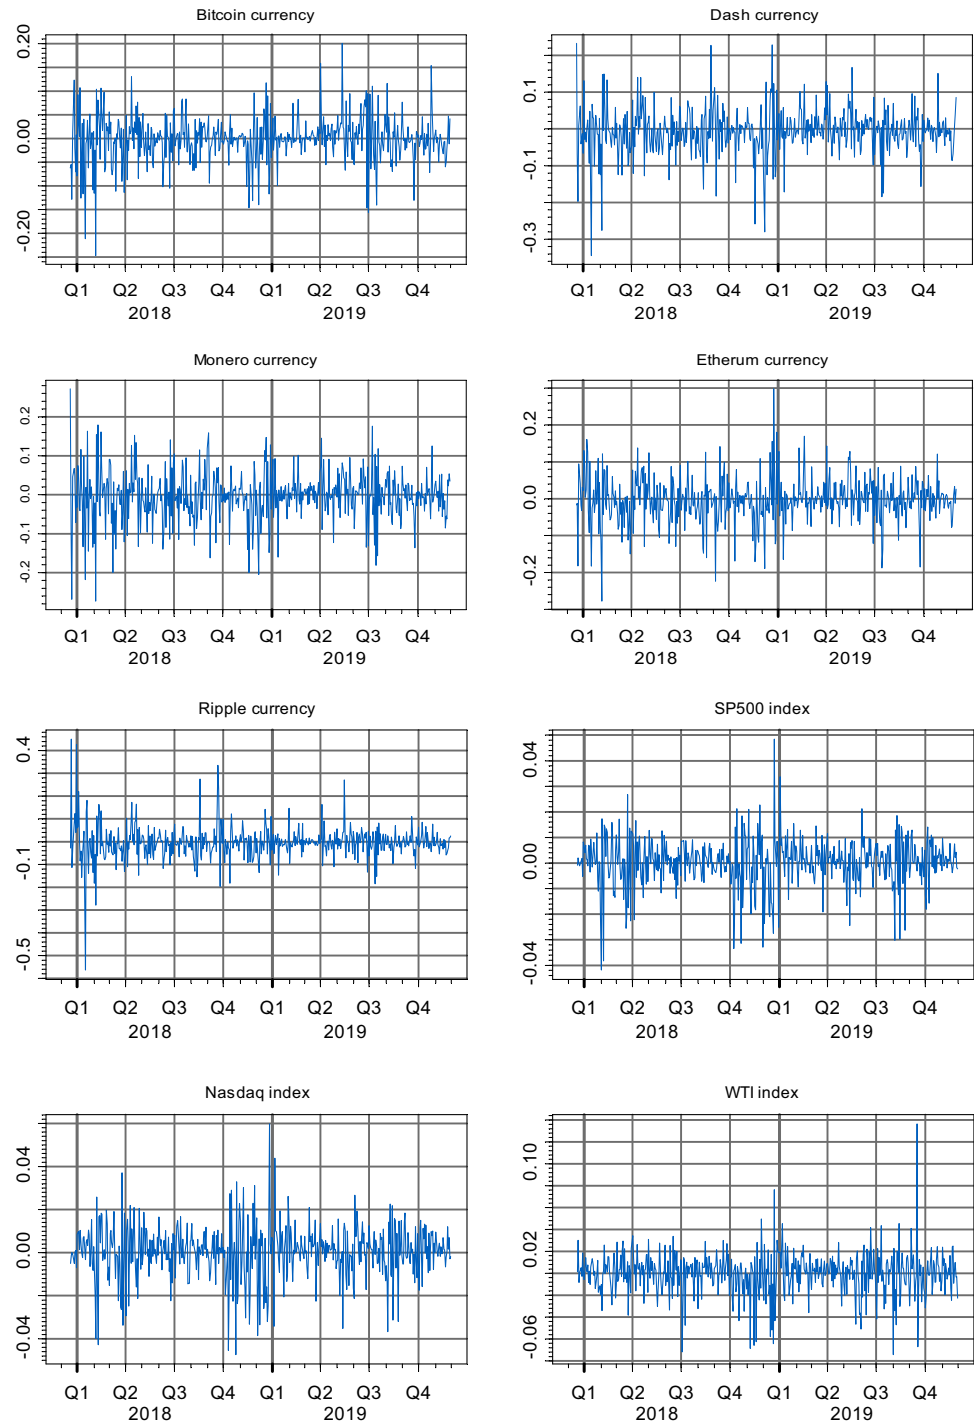 Bitcoin currency
0.20
0.00
-0.20
Q1 Q2 Q3 Q4 Q1 Q2 Q3 Q4
2018 2019
Dash currency
0.1
-0.1
-0.3
Q1 Q2 Q3 Q4 Q1 Q2 Q3 Q4
2018 2019
Monero currency
0.2
0.1
0.0
-0.1
-0.2
Q1 Q2 Q3 Q4 Q1 Q2 Q3 Q4
2018 2019
Etherum currency
0.2
0.0
-0.2
Q1 Q2 Q3 Q4 Q1 Q2 Q3 Q4
2018 2019
Ripple currency
0.4
-0.1
-0.5
Q1 Q2 Q3 Q4 Q1 Q2 Q3 Q4
2018 2019
SP500 index
0.04
0.00
-0.04
Q1 Q2 Q3 Q4 Q1 Q2 Q3 Q4
2018 2019
Nasdaq index
0.04
0.00
-0.04
Q1 Q2 Q3 Q4 Q1 Q2 Q3 Q4
2018 2019
WTI index
0.10
0.02
-0.06
Q1 Q2 Q3 Q4 Q1 Q2 Q3 Q4
2018 2019